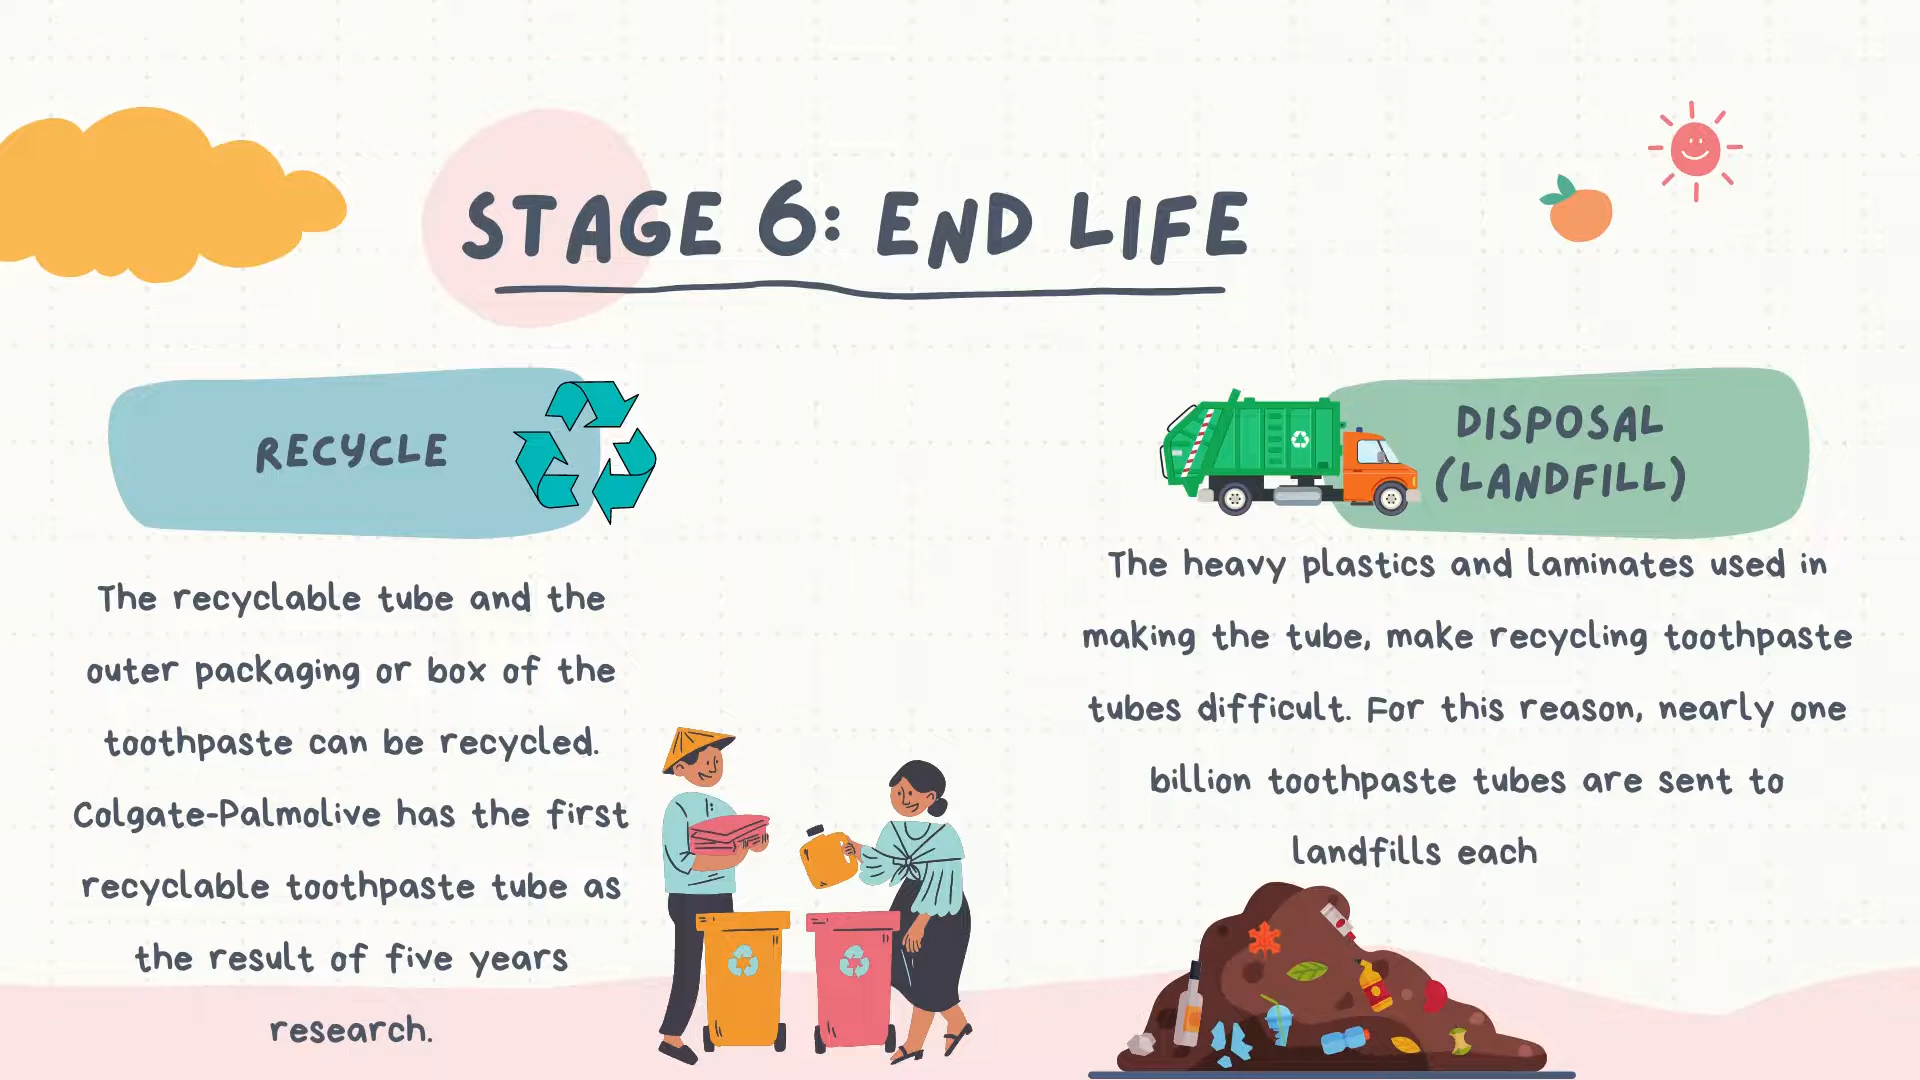 STAGE 6: END LIFE
RECYCLE
The recyclable tube and the
outer packaging or box of the
toothpaste can be recycled.
Colgate-Palmolive has the first
recyclable toothpaste tube as
the result of five years
research.
DISPOSAL
(LANDFILL)
The heavy plastics and laminates used in
making the tube, make recycling toothpaste
tubes difficult. For this reason, nearly one
billion toothpaste tubes are sent to
landfills each